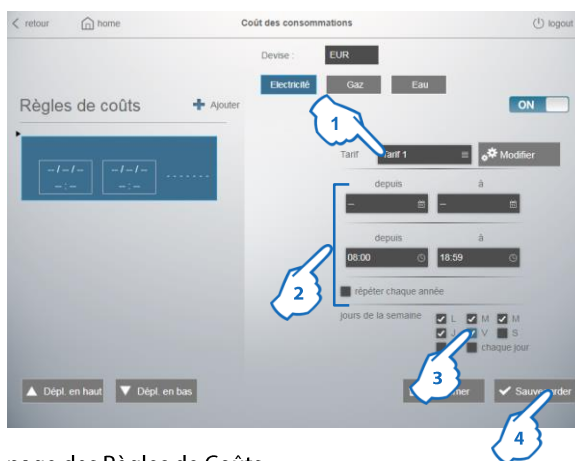 retour home Coût des consommations logout
Devise : EUR
Electricité Gaz Eau
Règles de coûts Ajouter
ON
1
Tarif Tarif 1 Modifier
--/--/-- --/--/-- .......
--:-- --:--
depuis à
-- --
depuis à
08:00 18:59
2
répéter chaque année
jours de la semaine L M M
J V S
chaque jour
3
Dépl. en haut Dépl. en bas
4